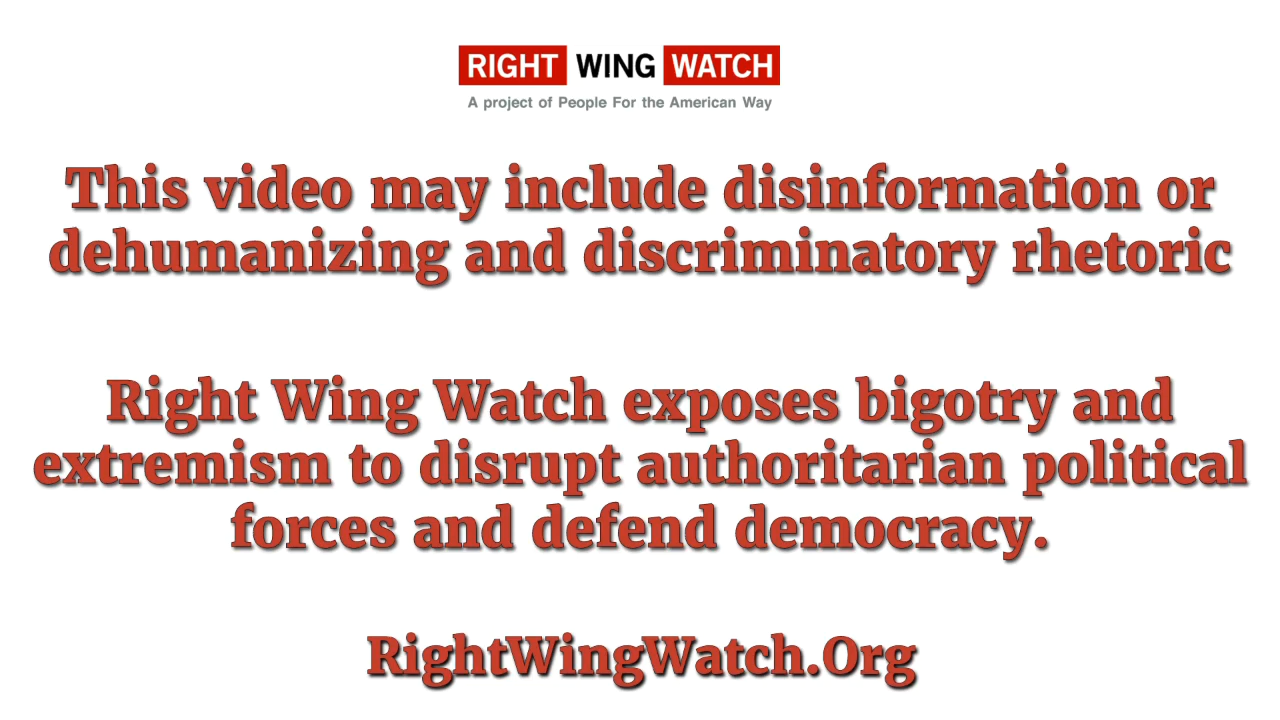 RIGHT WING WATCH
A project of People For the American Way
This video may include disinformation or
dehumanizing and discriminatory rhetoric
Right Wing Watch exposes bigotry and
extremism to disrupt authoritarian political
forces and defend democracy.
RightWingWatch.Org